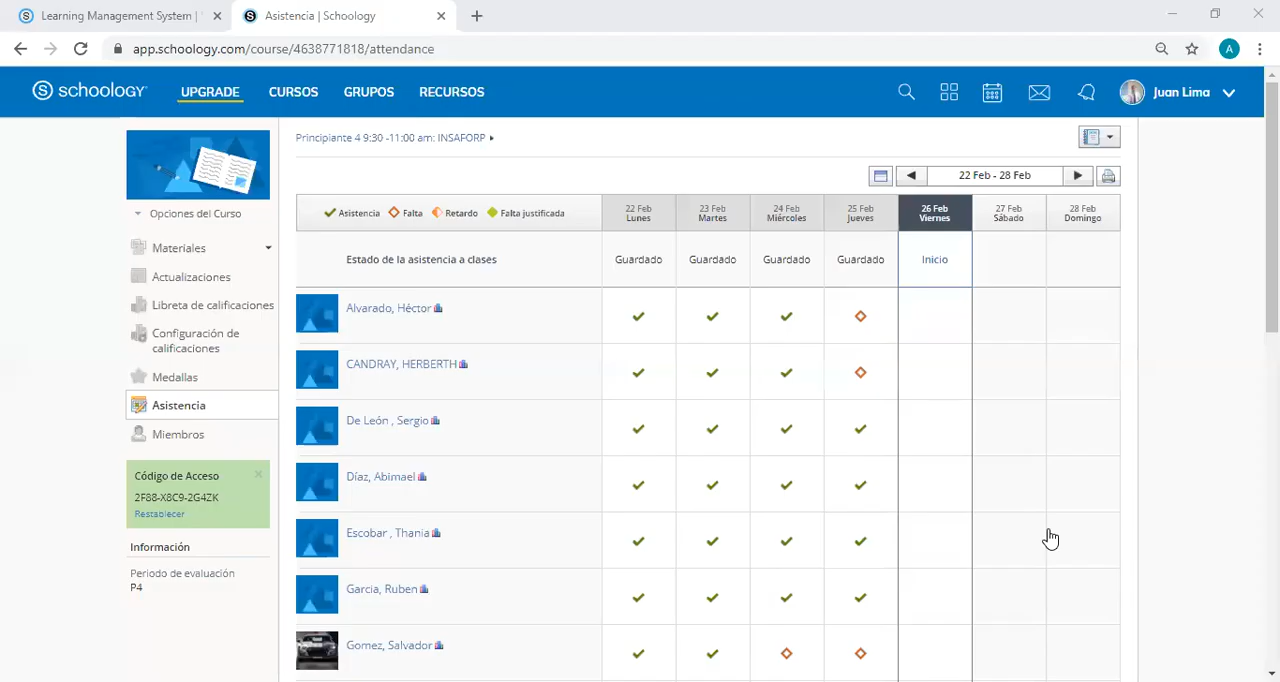 Learning Management System |
Asistencia | Schoology
app.schoology.com/course/4638771818/attendance
A
S schoology
UPGRADE
CURSOS
GRUPOS
RECURSOS
Juan Lima
Principiante 4 9:30 -11:00 am: INSAFORP
Opciones del Curso
Materiales
Actualizaciones
Libreta de calificaciones
Configuración de
calificaciones
Medallas
Asistencia
Miembros
Código de Acceso
2F88-X8C9-2G4ZK
Restablecer
Información
Periodo de evaluación
P4
22 Feb - 28 Feb
Asistencia Falta Retardo Falta justificada
22 Feb
Lunes
23 Feb
Martes
24 Feb
Miércoles
25 Feb
Jueves
26 Feb
Viernes
27 Feb
Sábado
28 Feb
Domingo
Estado de la asistencia a clases
Guardado
Guardado
Guardado
Guardado
Inicio
Alvarado, Héctor
CANDRAY, HERBERTH
De León , Sergio
Díaz, Abimael
Escobar , Thania
Garcia, Ruben
Gomez, Salvador